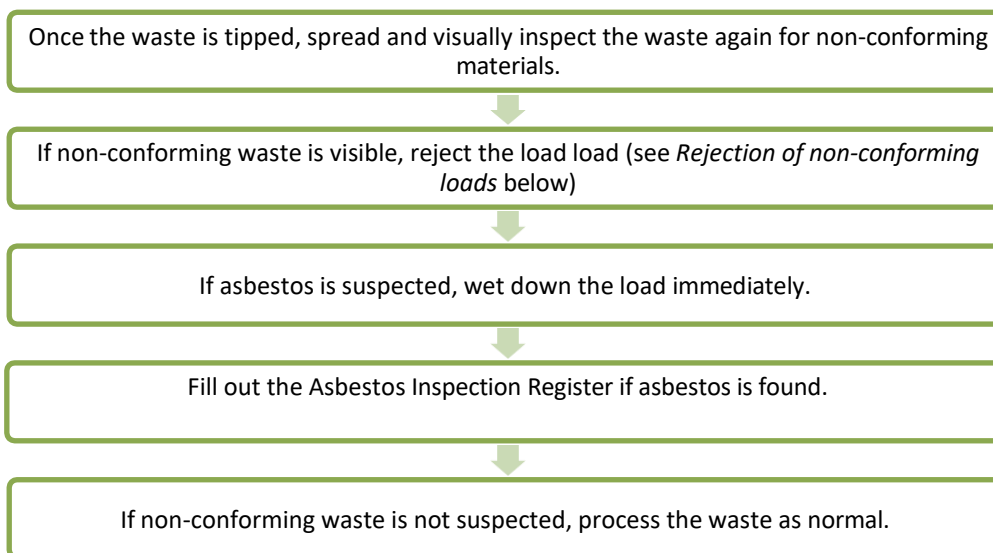 Once the waste is tipped, spread and visually inspect the waste again for non-conforming
materials.
If non-conforming waste is visible, reject the load load (see Rejection of non-conforming
loads below)
If asbestos is suspected, wet down the load immediately.
Fill out the Asbestos Inspection Register if asbestos is found.
If non-conforming waste is not suspected, process the waste as normal.